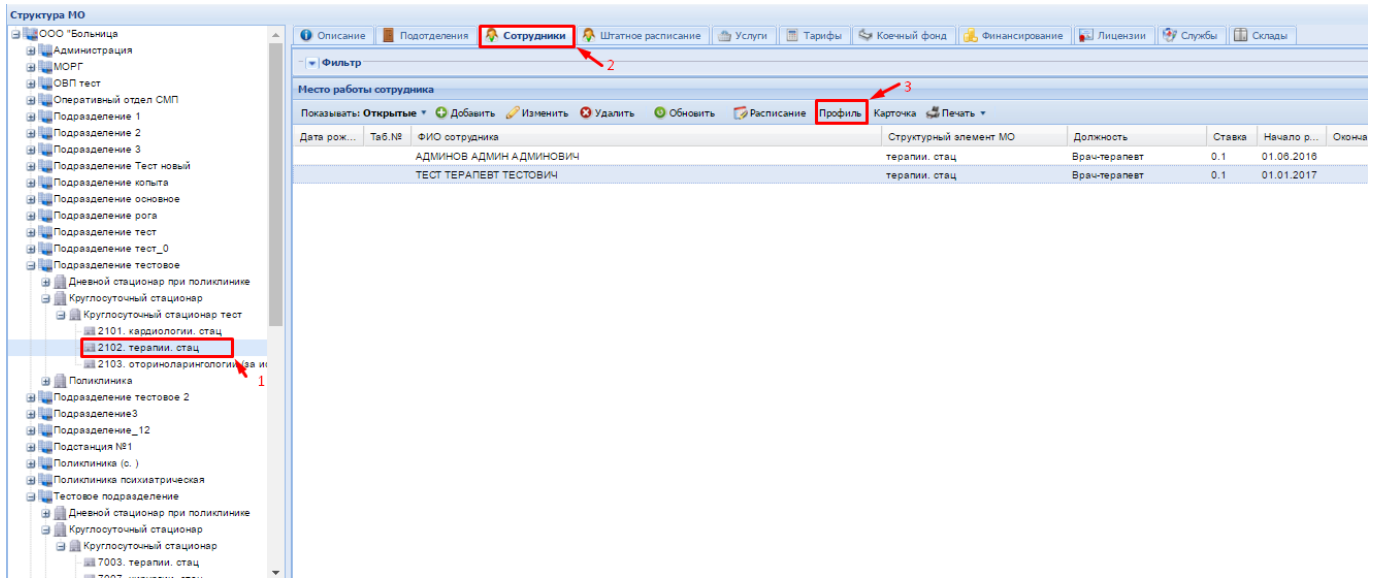 Структура МО
ООО "Больница
Администрация
МОРГ
ОВП тест
Оперативный отдел СМП
Подразделение 1
Подразделение 2
Подразделение 3
Подразделение Тест новый
Подразделение копыта
Подразделение основное
Подразделение рога
Подразделение тест
Подразделение тест_0
Подразделение тестовое
Дневной стационар при поликлинике
Круглосуточный стационар
Круглосуточный стационар тест
2101. кардиологии. стац
2102. терапии. стац
2103. оториноларингологии (за ис
1
Поликлиника
Подразделение тестовое 2
Подразделение3
Подразделение_12
Подстанция №1
Поликлиника (с. )
Поликлиника психиатрическая
Тестовое подразделение
Дневной стационар при поликлинике
Круглосуточный стационар
Круглосуточный стационар
7003. терапии. стац
Описание Подотделения Сотрудники Штатное расписание Услуги Тарифы Коечный фонд Финансирование Лицензии Службы Склады
2
Фильтр
Место работы сотрудника
3
Показывать: Открытые Добавить Изменить Удалить Обновить Расписание Профиль Карточка Печать
Дата рож... Таб.№ ФИО сотрудника Структурный элемент МО Должность Ставка Начало р... Оконча
АДМИНОВ АДМИН АДМИНОВИЧ терапии. стац Врач-терапевт 0.1 01.06.2016
ТЕСТ ТЕРАПЕВТ ТЕСТОВИЧ терапии. стац Врач-терапевт 0.1 01.01.2017